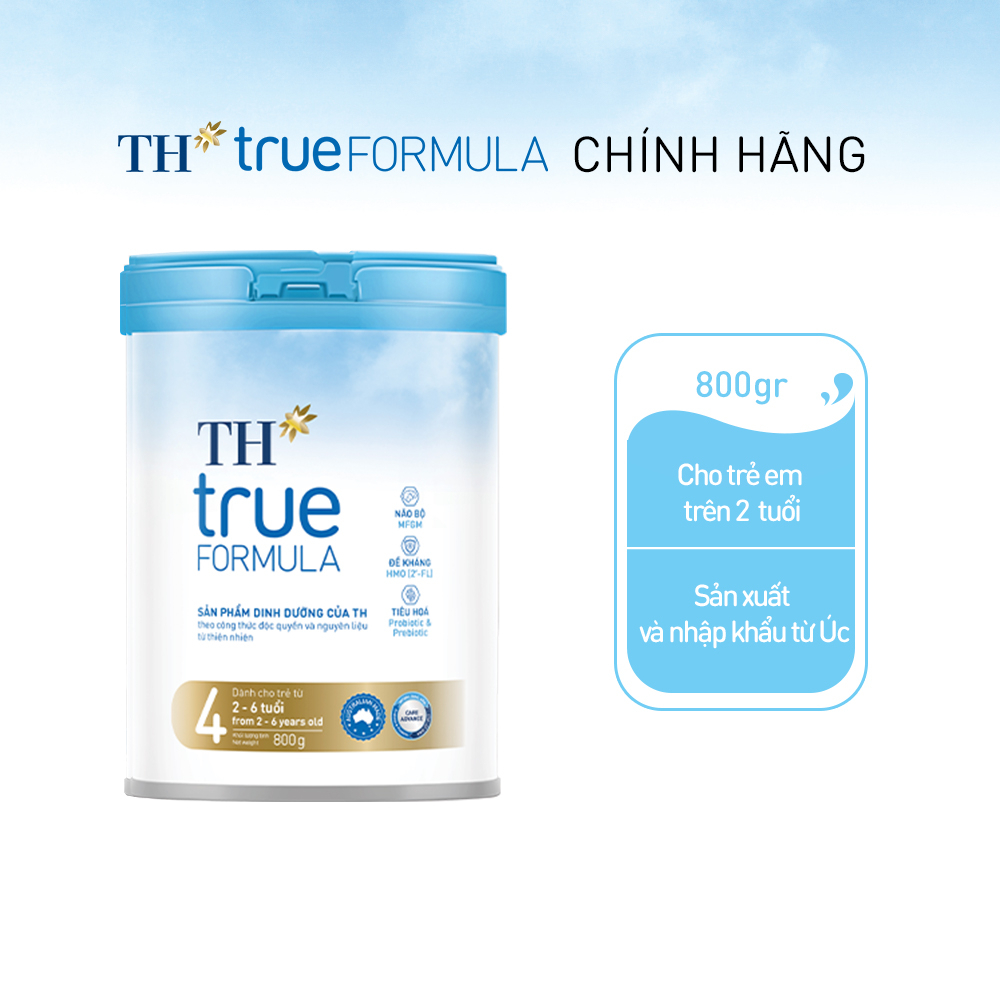 TH true FORMULA CHÍNH HÃNG
TH
true
FORMULA
SẢN PHẨM DINH DƯỠNG CỦA TH
theo công thức độc quyền và nguyên liệu
từ thiên nhiên
NÃO BỘ
MFGM
ĐỀ KHÁNG
HMO (2'-FL)
TIÊU HOÁ
Probiotic &
Prebiotic
4
Dành cho trẻ từ
2 - 6 tuổi
from 2 - 6 years old
Khối lượng tịnh
Net weight
800g
CARE
ADVANCE
800gr
Cho trẻ em
trên 2 tuổi
Sản xuất
và nhập khẩu từ Úc